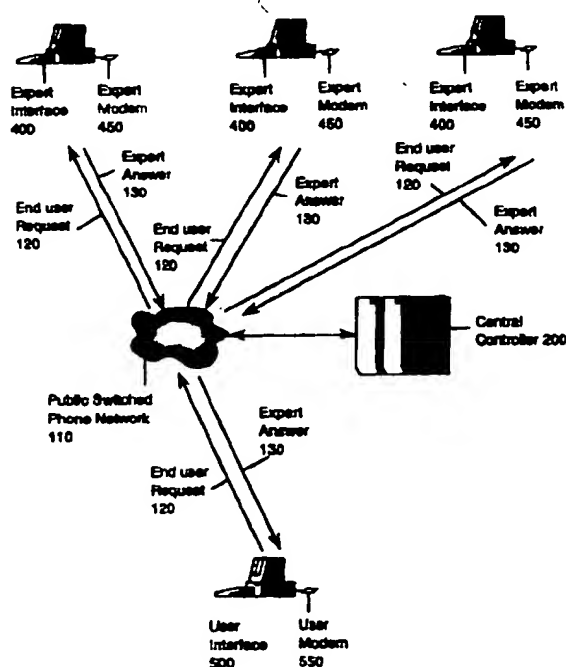 Expert
Interface
400
Expert
Modem
450
Expert
Interface
400
Expert
Modem
450
Expert
Interface
400
Expert
Modem
450
Expert
Answer
130
End user
Request
120
Expert
Answer
130
End user
Request
120
End user
Request
120
Expert
Answer
130
Central
Controller 200
Public Switched
Phone Network
110
Expert
Answer
130
End user
Request
120
User
Interface
500
User
Modem
550